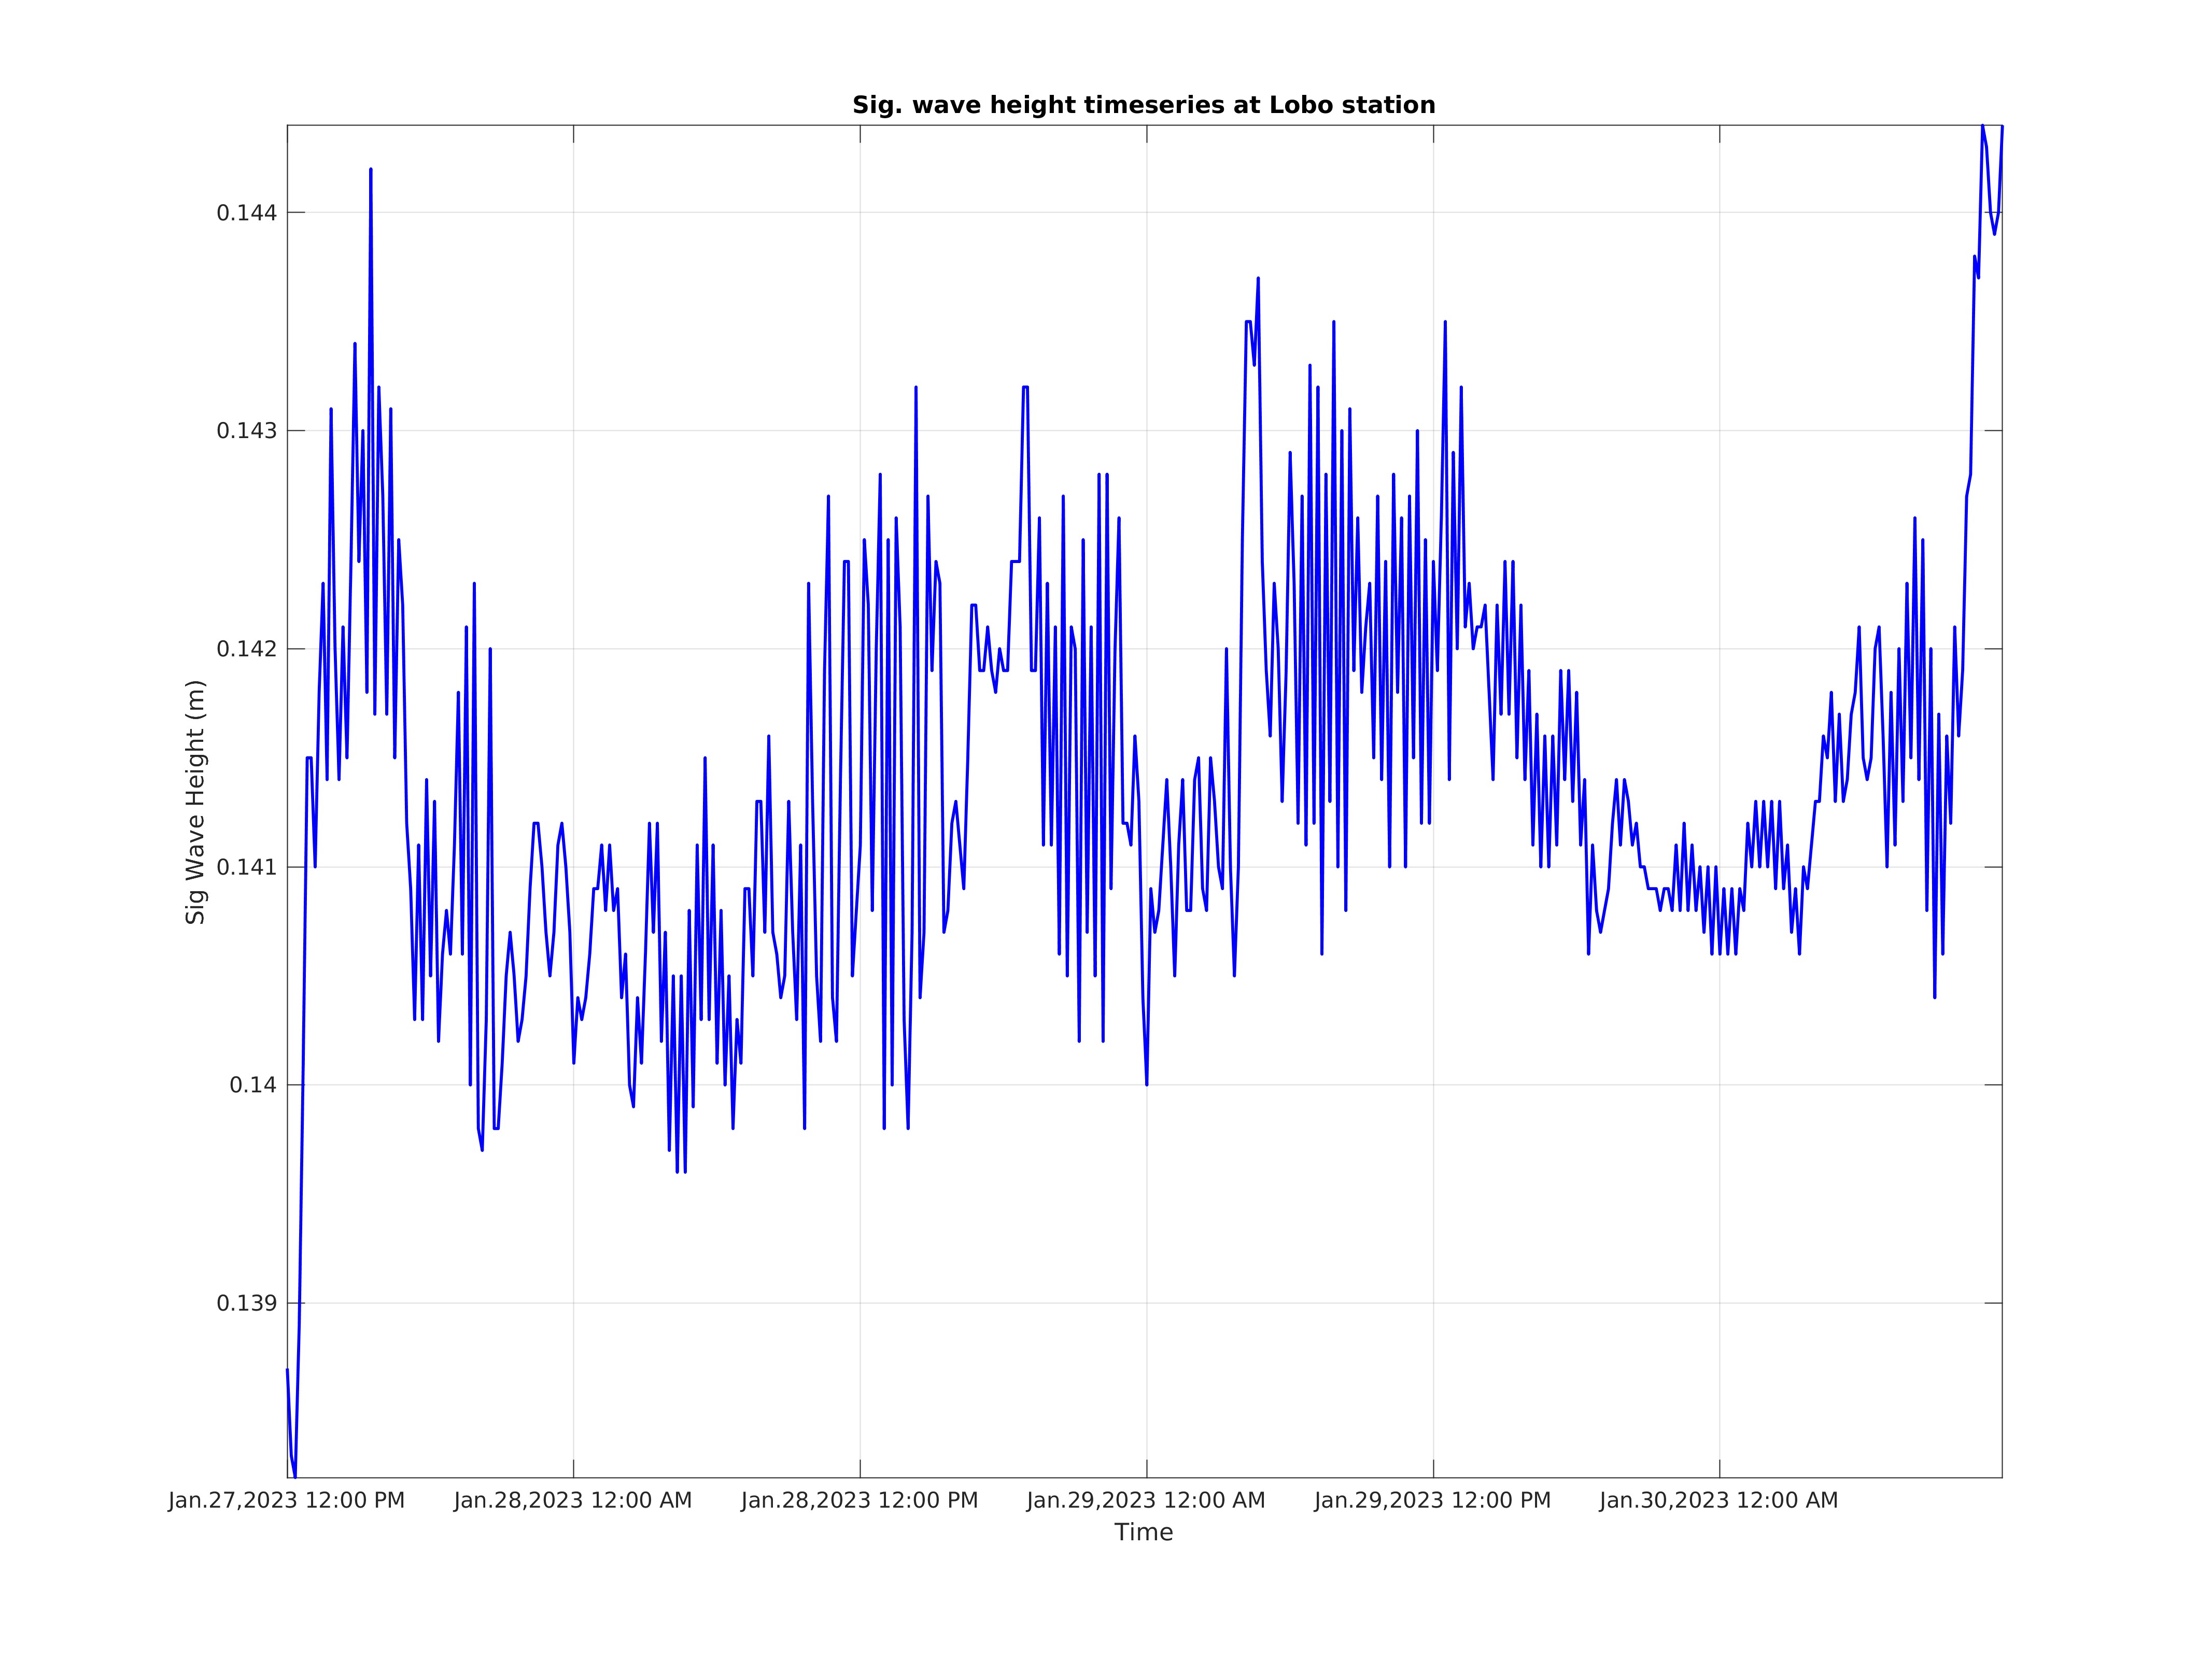 Sig. wave height timeseries at Lobo station
0.144
0.143
0.142
0.141
0.14
0.139
Sig Wave Height (m)
Jan.27,2023 12:00 PM Jan.28,2023 12:00 AM Jan.28,2023 12:00 PM Jan.29,2023 12:00 AM Jan.29,2023 12:00 PM Jan.30,2023 12:00 AM
Time